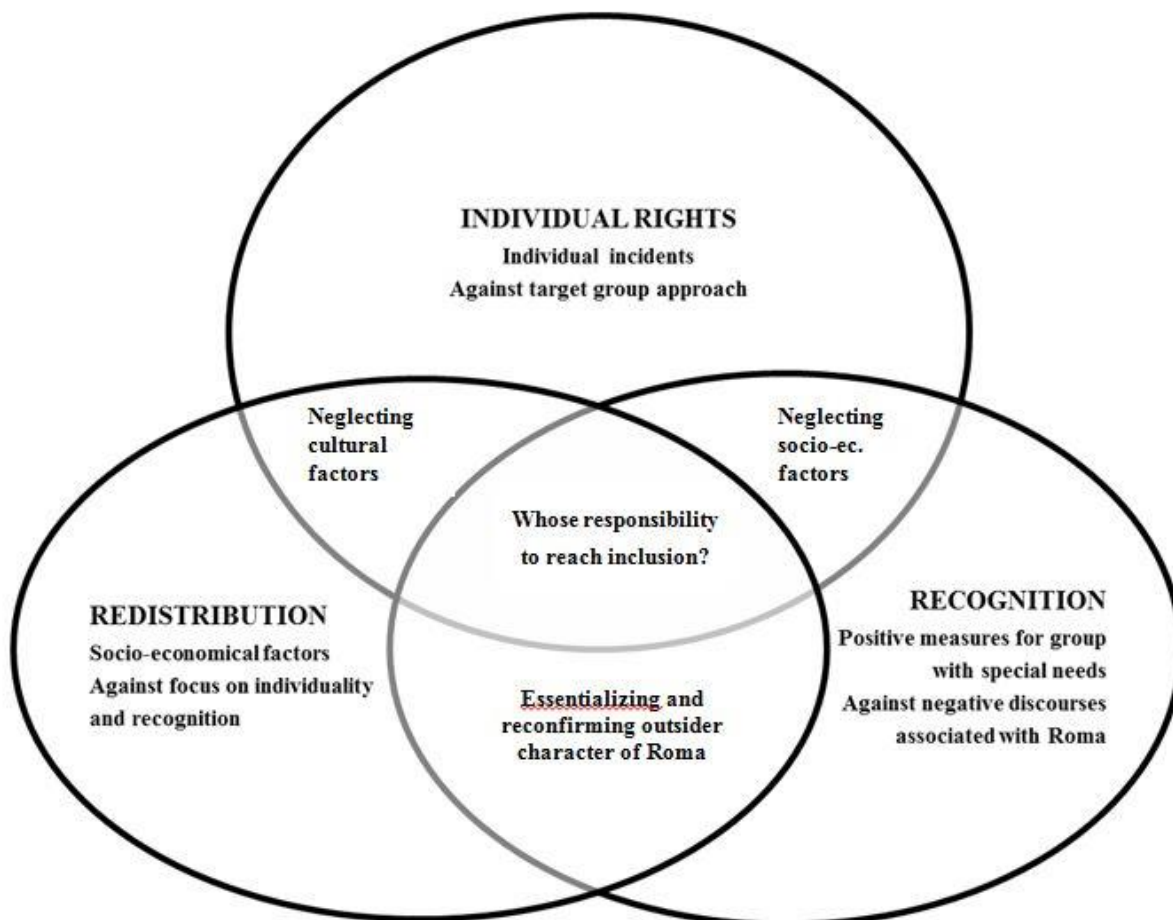 INDIVIDUAL RIGHTS
Individual incidents
Against target group approach
Neglecting
cultural
factors
Neglecting
socio-ec.
factors
Whose responsibility
to reach inclusion?
REDISTRIBUTION
Socio-economical factors
Against focus on individuality
and recognition
RECOGNITION
Positive measures for group
with special needs
Against negative discourses
associated with Roma
Essentializing and
reconfirming outsider
character of Roma